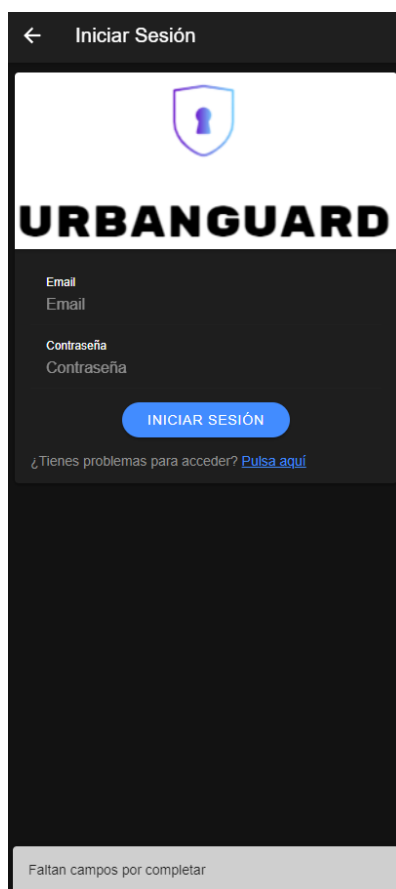 Iniciar Sesión
URBANGUARD
Email
Email
Contraseña
Contraseña
INICIAR SESIÓN
¿Tienes problemas para acceder? Pulsa aquí
Faltan campos por completar